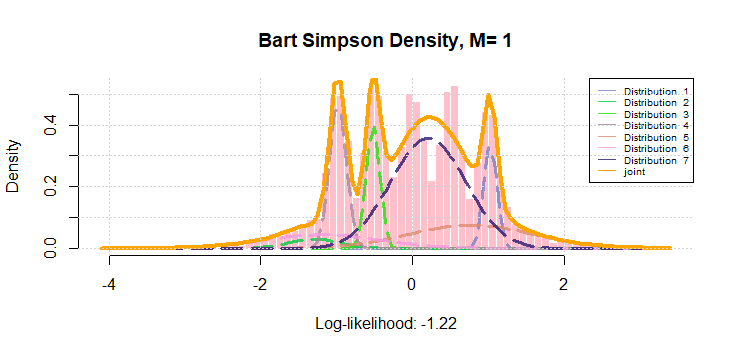 Bart Simpson Density, M= 1
Distribution 1
Distribution 2
Distribution 3
Distribution 4
Distribution 5
Distribution 6
Distribution 7
joint
Density
0.4
0.2
0.0
-4
-2
0
2
Log-likelihood: -1.22